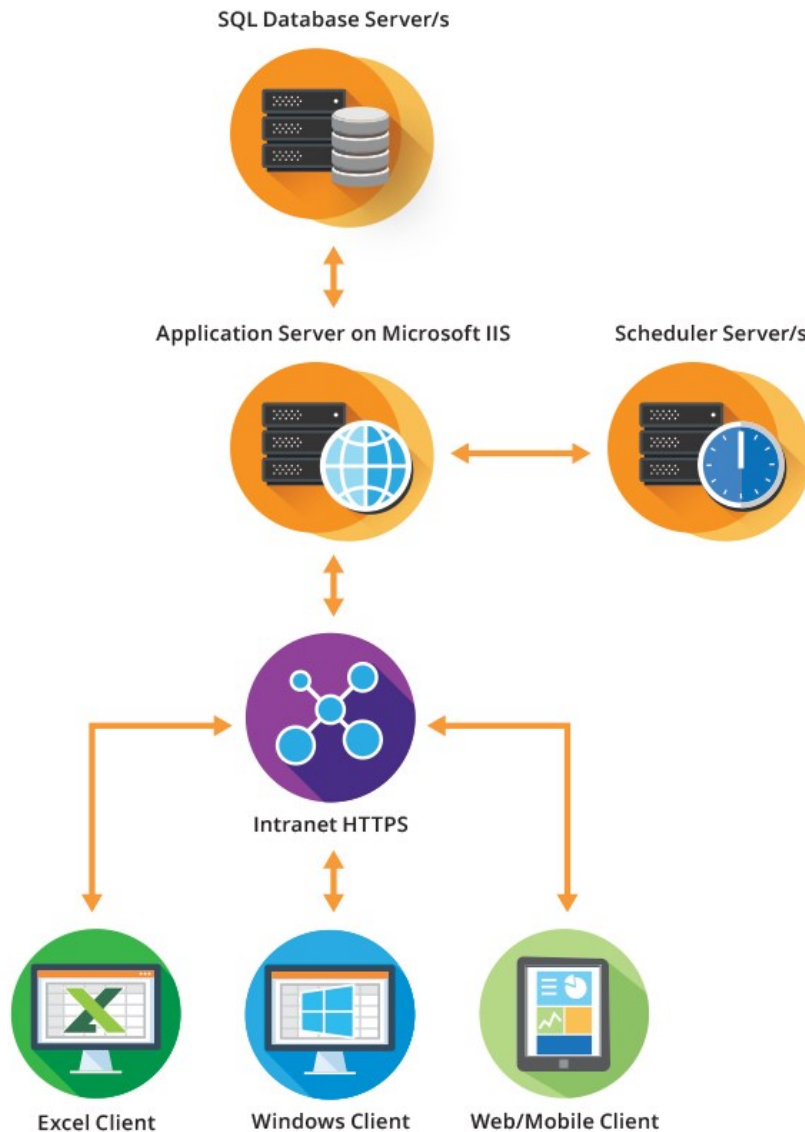 SQL Database Server/s
Application Server on Microsoft IIS
Scheduler Server/s
Intranet HTTPS
Excel Client
Windows Client
Web/Mobile Client